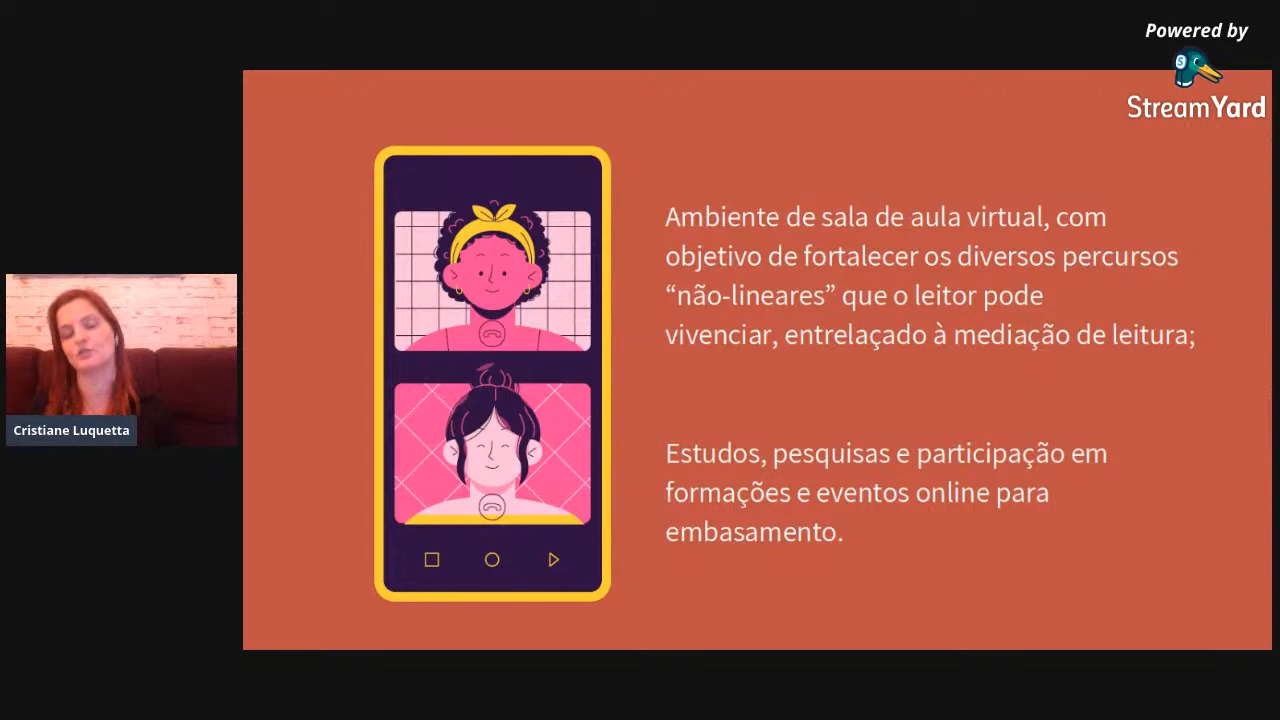 Powered by
StreamYard
Ambiente de sala de aula virtual, com
objetivo de fortalecer os diversos percursos
“não-lineares” que o leitor pode
vivenciar, entrelaçado à mediação de leitura;
Estudos, pesquisas e participação em
formações e eventos online para
embasamento.
Cristiane Luquetta